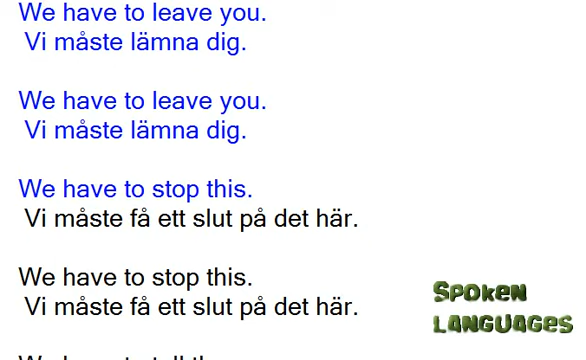 We have to leave you.
Vi måste lämna dig.
We have to leave you.
Vi måste lämna dig.
We have to stop this.
Vi måste få ett slut på det här.
We have to stop this.
Vi måste få ett slut på det här.
Spoken
Languages